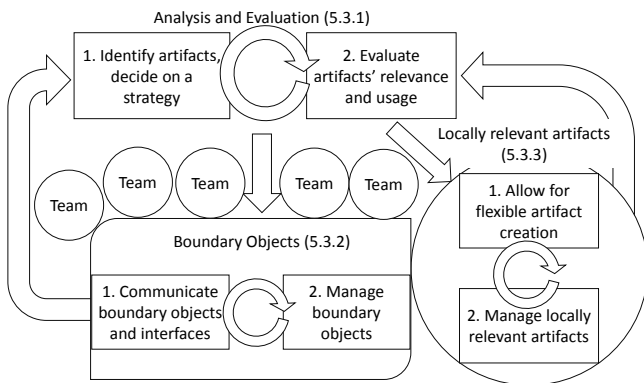 Analysis and Evaluation (5.3.1)
1. Identify artifacts,
decide on a
strategy
2. Evaluate
artifacts’ relevance
and usage
Locally relevant artifacts
(5.3.3)
Team
Team
Team
Team
Team
Team
1. Allow for
flexible artifact
creation
Boundary Objects (5.3.2)
1. Communicate
boundary objects
and interfaces
2. Manage
boundary
objects
2. Manage locally
relevant artifacts